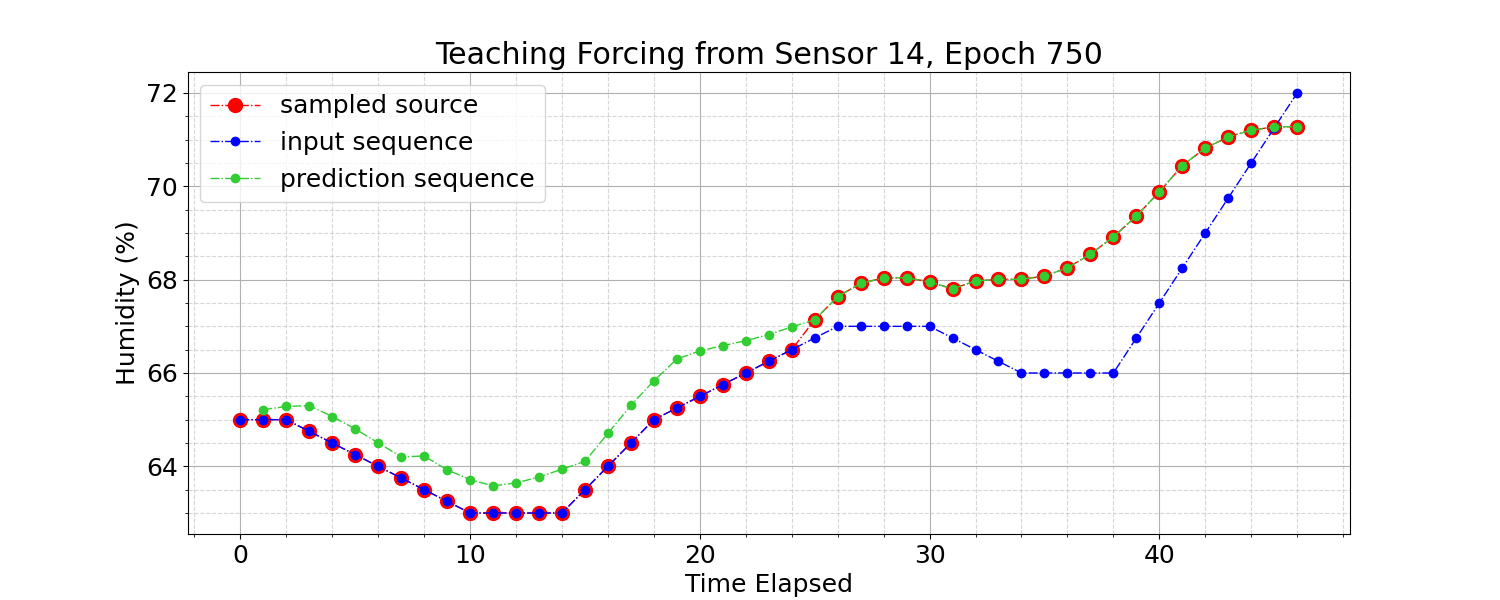 Teaching Forcing from Sensor 14, Epoch 750
sampled source
input sequence
prediction sequence
Humidity (%)
72
70
68
66
64
0 10 20 30 40
Time Elapsed